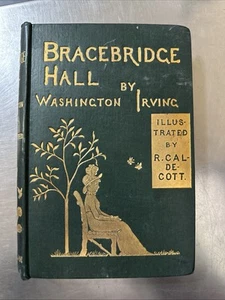 BRACEBRIDGE
HALL BY
WASHINGTON IRVING
ILLUS-
TRATED
BY
R. CAL-
DE-
COTT.